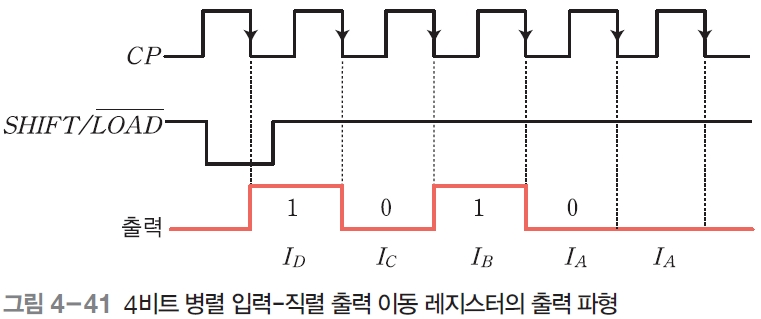 CP
SHIFT/LOAD
출력 1 0 1 0
I_D I_C I_B I_A I_A
그림 4-41 4비트 병렬 입력-직렬 출력 이동 레지스터의 출력 파형